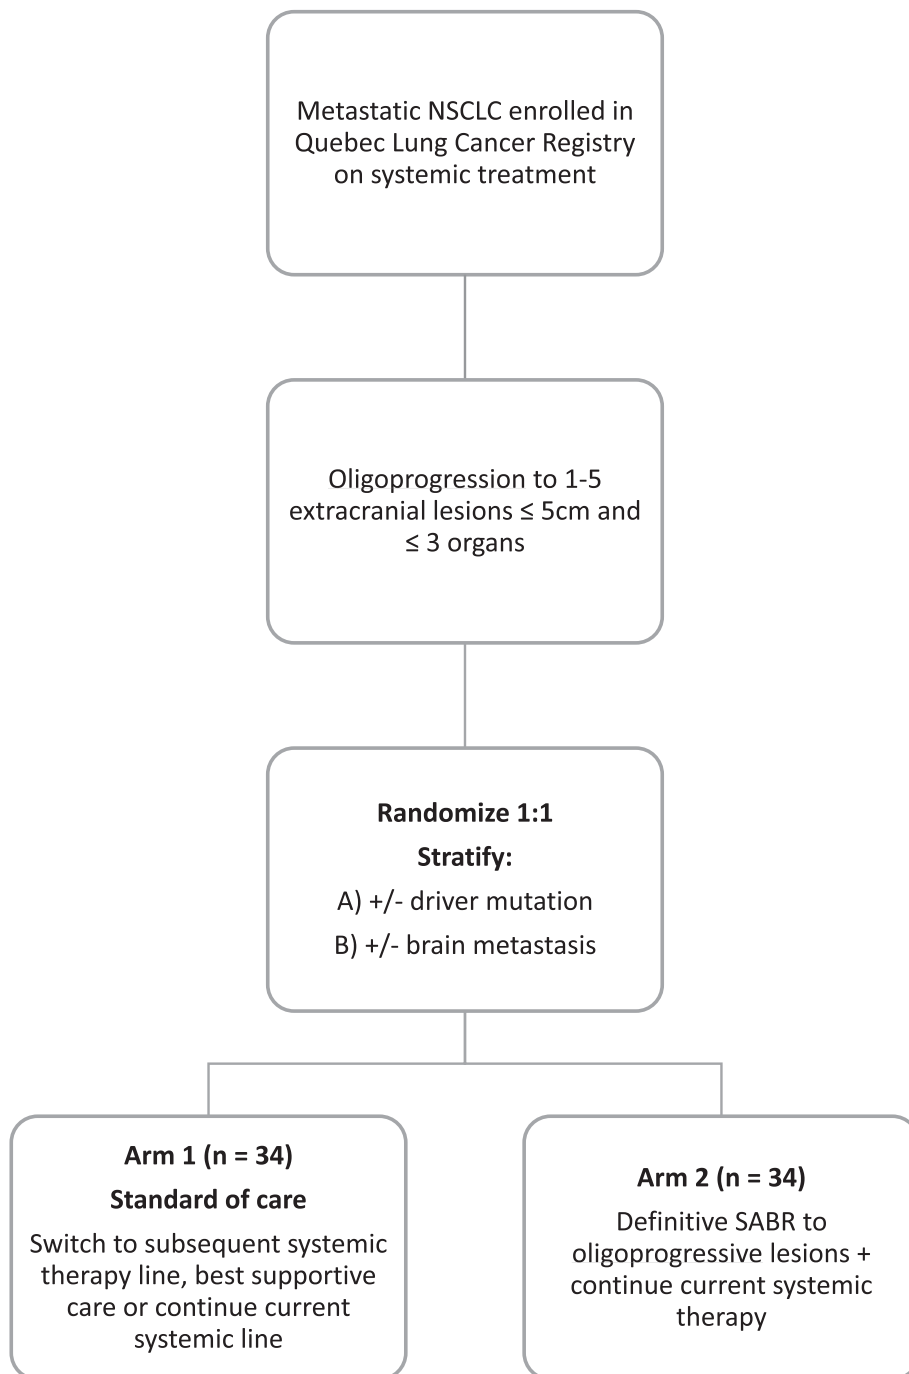 Metastatic NSCLC enrolled in
Quebec Lung Cancer Registry
on systemic treatment
Oligoprogression to 1-5
extracranial lesions ≤ 5cm and
≤ 3 organs
Randomize 1:1
Stratify:
A) +/- driver mutation
B) +/- brain metastasis
Arm 1 (n = 34)
Standard of care
Switch to subsequent systemic
therapy line, best supportive
care or continue current
systemic line
Arm 2 (n = 34)
Definitive SABR to
oligoprogressive lesions +
continue current systemic
therapy